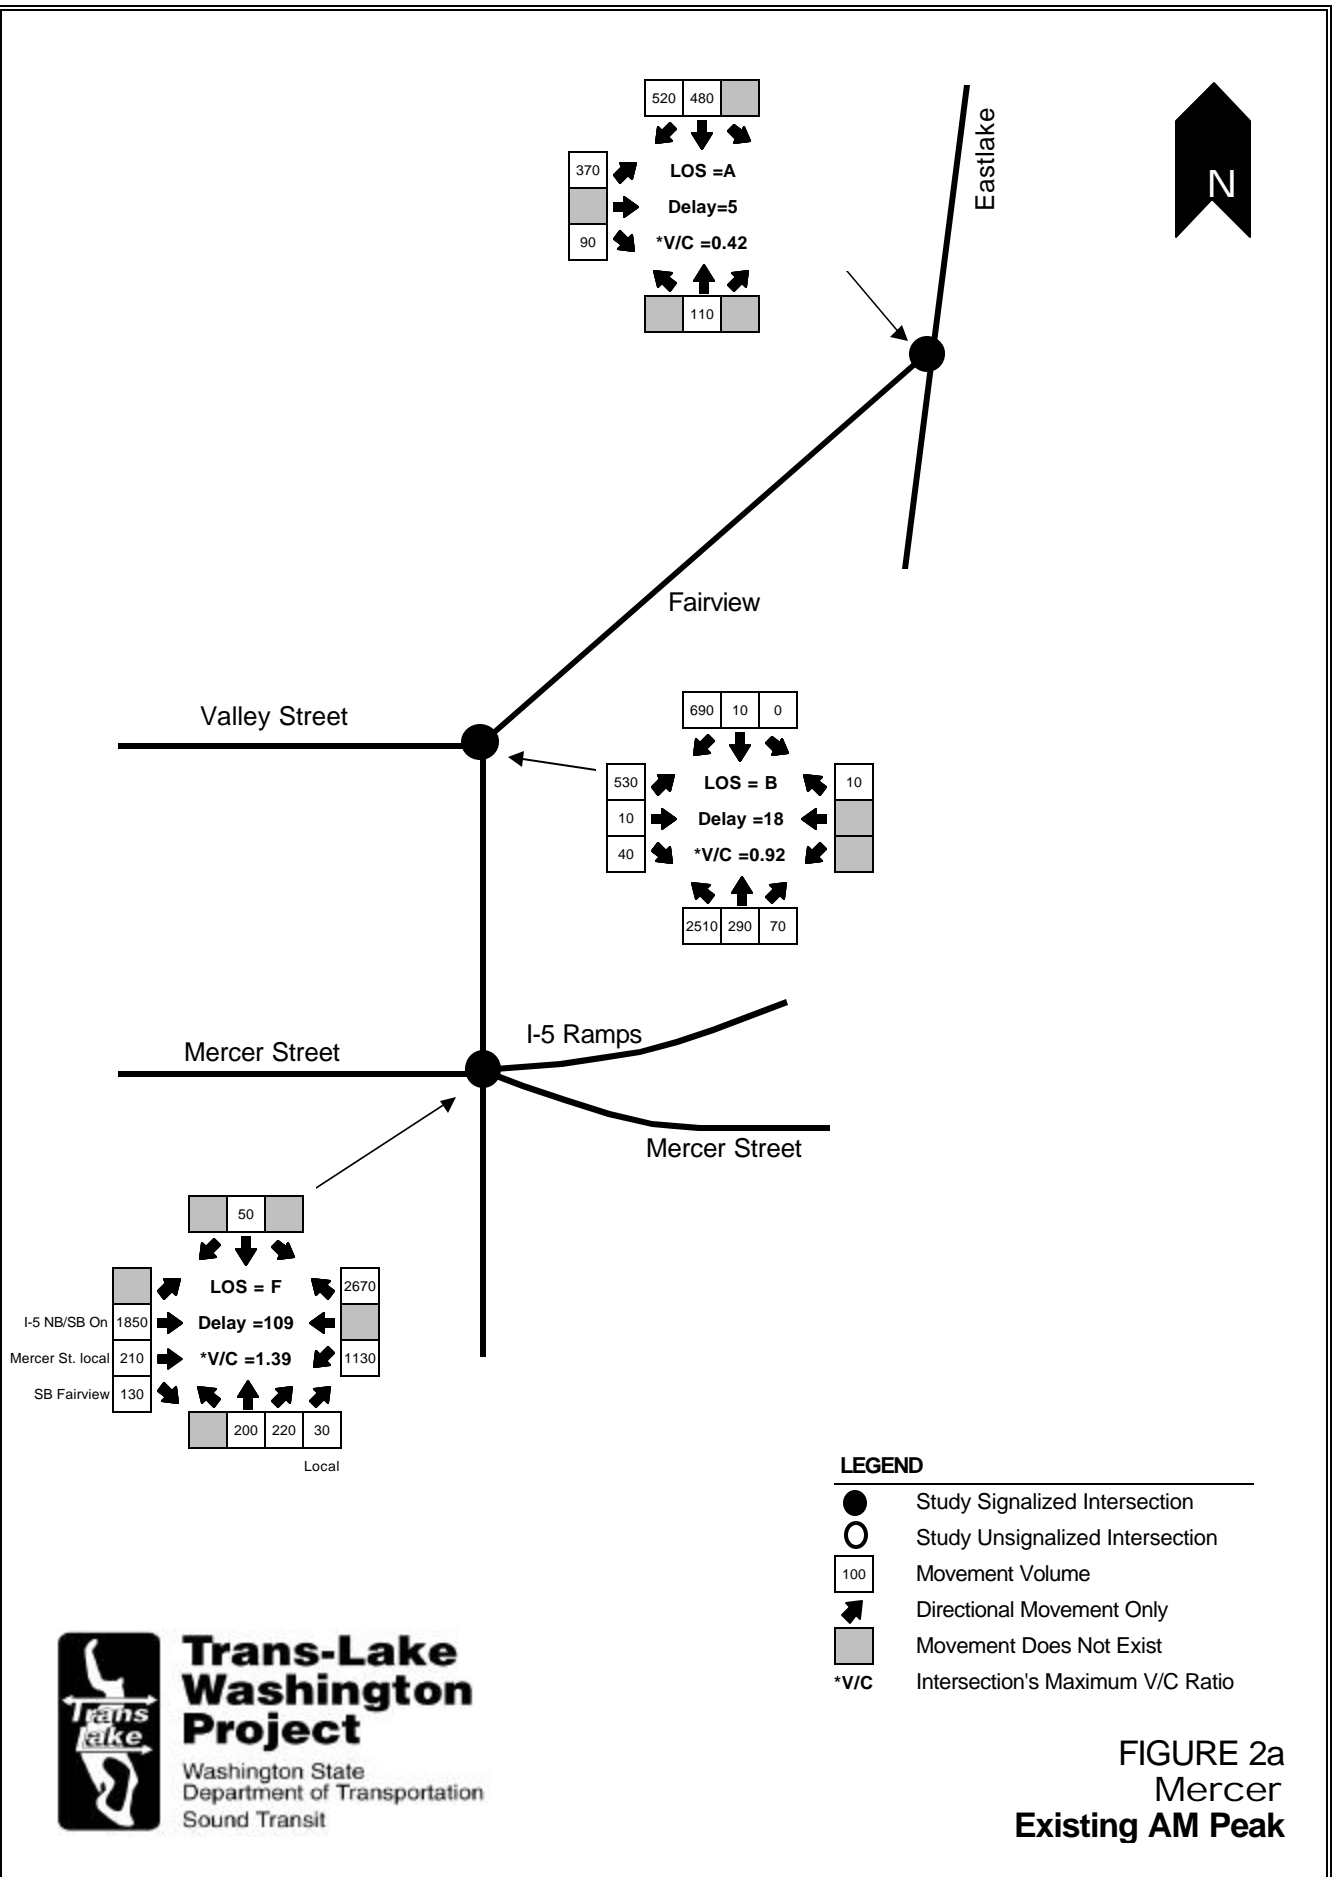 520 480
370
LOS =A
Delay=5
90
*V/C =0.42
110
Eastlake
N
Fairview
Valley Street
690 10 0
530
LOS = B
10
10
Delay =18
40
*V/C =0.92
2510 290 70
I-5 Ramps
Mercer Street
Mercer Street
50
LOS = F
2670
I-5 NB/SB On 1850
Delay =109
Mercer St. local 210
*V/C =1.39
1130
SB Fairview 130
200 220 30
Local
LEGEND
Study Signalized Intersection
Study Unsignalized Intersection
100 Movement Volume
Directional Movement Only
Movement Does Not Exist
*V/C Intersection's Maximum V/C Ratio
Trans
Lake
Trans-Lake
Washington
Project
Washington State
Department of Transportation
Sound Transit
FIGURE 2a
Mercer
Existing AM Peak